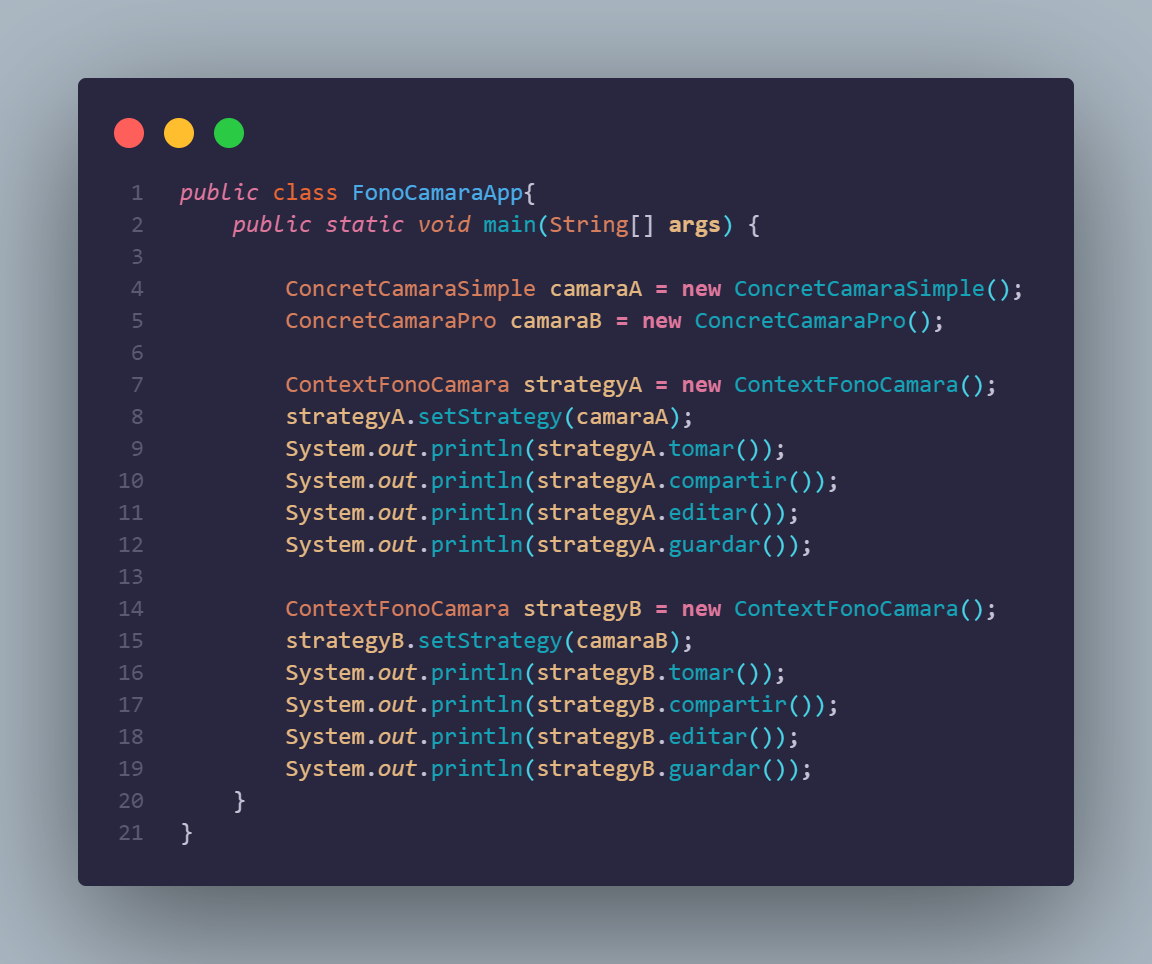 1 public class FonoCamaraApp{
2 public static void main(String[] args) {
3
4 ConcretCamaraSimple camaraA = new ConcretCamaraSimple();
5 ConcretCamaraPro camaraB = new ConcretCamaraPro();
6
7 ContextFonoCamara strategyA = new ContextFonoCamara();
8 strategyA.setStrategy(camaraA);
9 System.out.println(strategyA.tomar());
10 System.out.println(strategyA.compartir());
11 System.out.println(strategyA.editar());
12 System.out.println(strategyA.guardar());
13
14 ContextFonoCamara strategyB = new ContextFonoCamara();
15 strategyB.setStrategy(camaraB);
16 System.out.println(strategyB.tomar());
17 System.out.println(strategyB.compartir());
18 System.out.println(strategyB.editar());
19 System.out.println(strategyB.guardar());
20 }
21 }